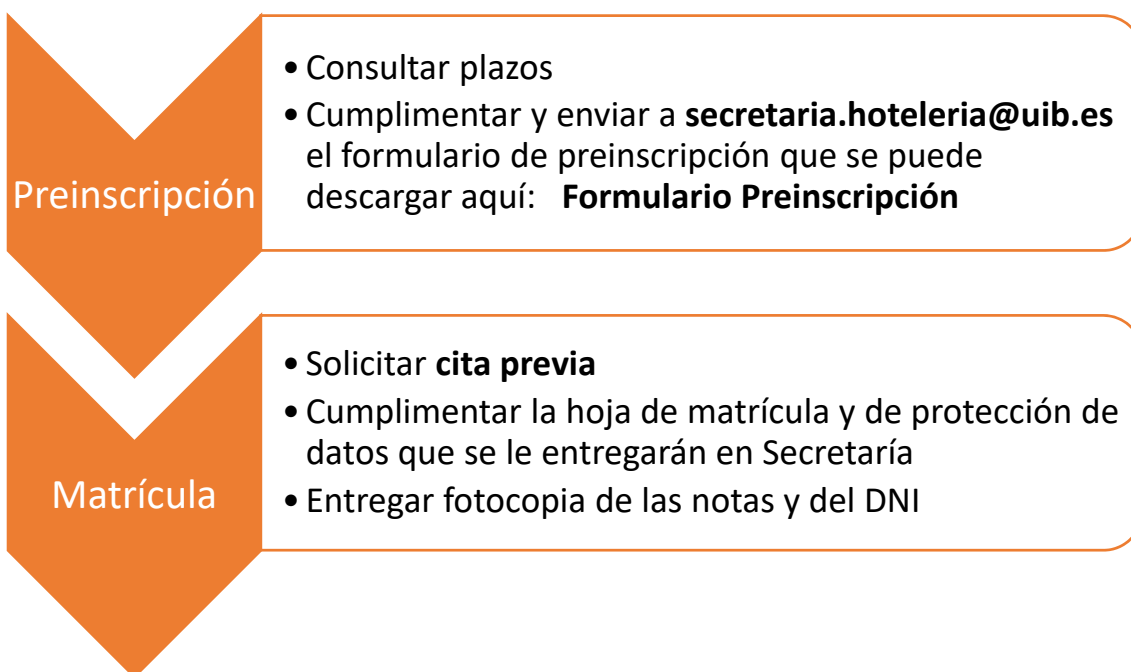 Preinscripción
• Consultar plazos
• Cumplimentar y enviar a secretaria.hoteleria@uib.es
el formulario de preinscripción que se puede
descargar aquí: Formulario Preinscripción
Matrícula
• Solicitar cita previa
• Cumplimentar la hoja de matrícula y de protección de
datos que se le entregarán en Secretaría
• Entregar fotocopia de las notas y del DNI